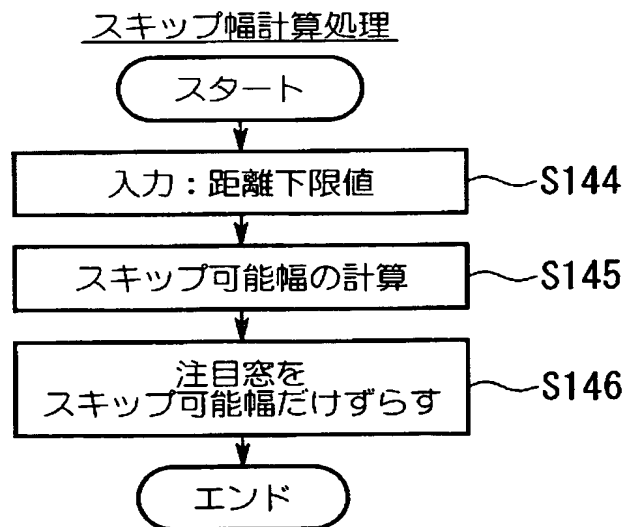 スキップ幅計算処理
スタート
入力：距離下限値
S144
スキップ可能幅の計算
S145
注目窓を
スキップ可能幅だけずらす
S146
エンド